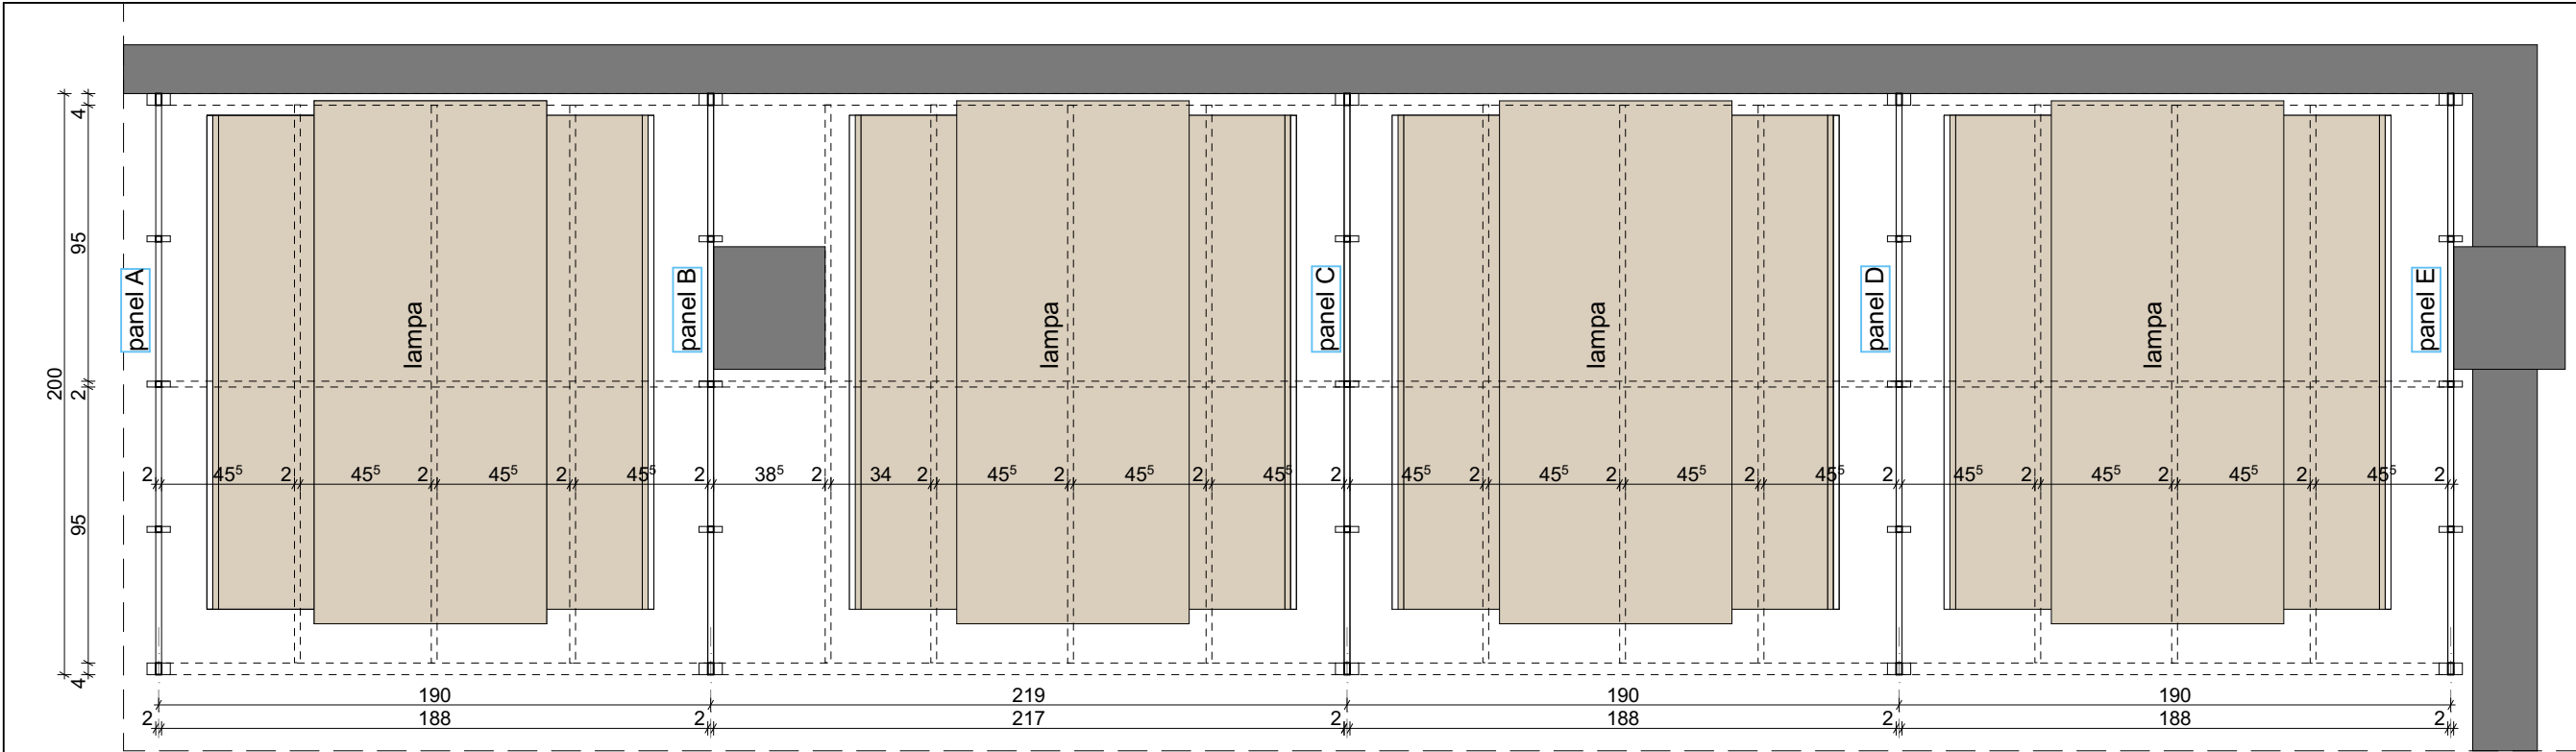 4
95
200
2
95
4
panel A
panel B
panel C
panel D
panel E
lampa
lampa
lampa
lampa
2 45⁵ 2 45⁵ 2 45⁵ 2 45⁵ 2 38⁵ 2 34 2 45⁵ 2 45⁵ 2 45⁵ 2 45⁵ 2 45⁵ 2 45⁵ 2 45⁵ 2 45⁵ 2 45⁵ 2 45⁵ 2 45⁵ 2
190 219 190 190
2 188 2 217 2 188 2 188 2